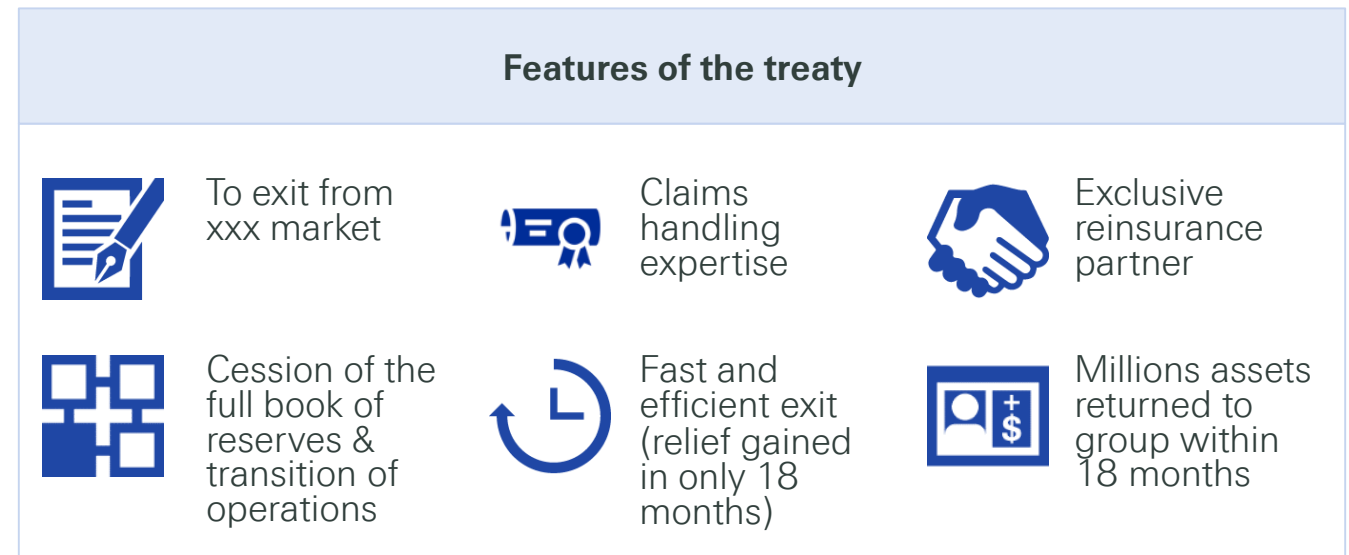 Features of the treaty
To exit from
xxx market
Claims
handling
expertise
Exclusive
reinsurance
partner
Cession of the
full book of
reserves &
transition of
operations
Fast and
efficient exit
(relief gained
in only 18
months)
+
$
Millions assets
returned to
group within
18 months